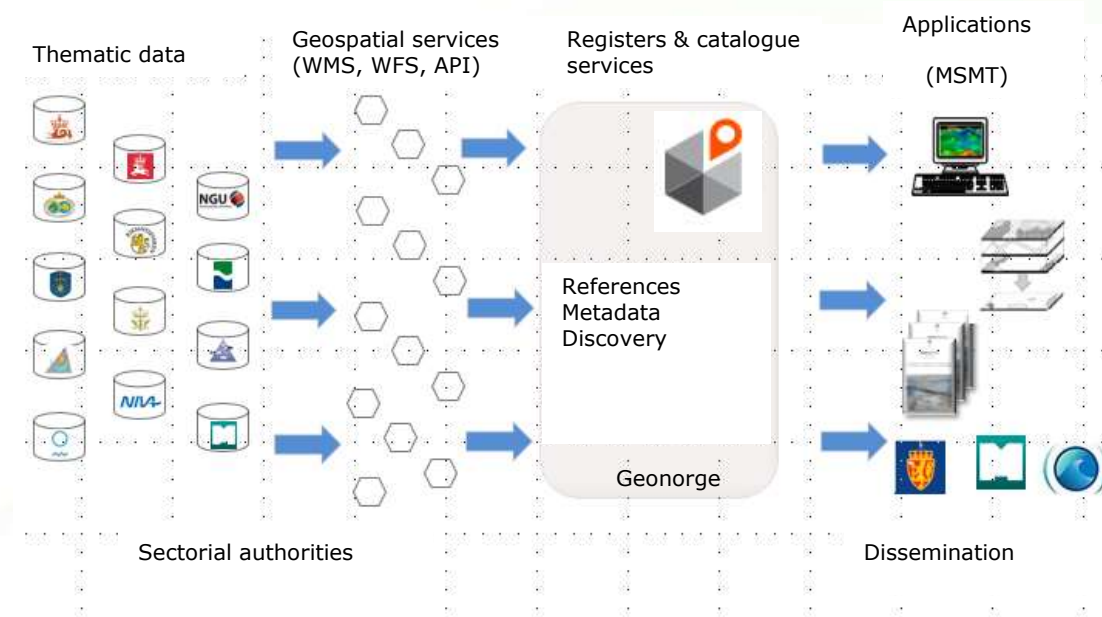 Thematic data
Geospatial services
(WMS, WFS, API)
Registers & catalogue
services
Applications
(MSMT)
NGU
NIVA
References
Metadata
Discovery
Geonorge
Sectorial authorities
Dissemination